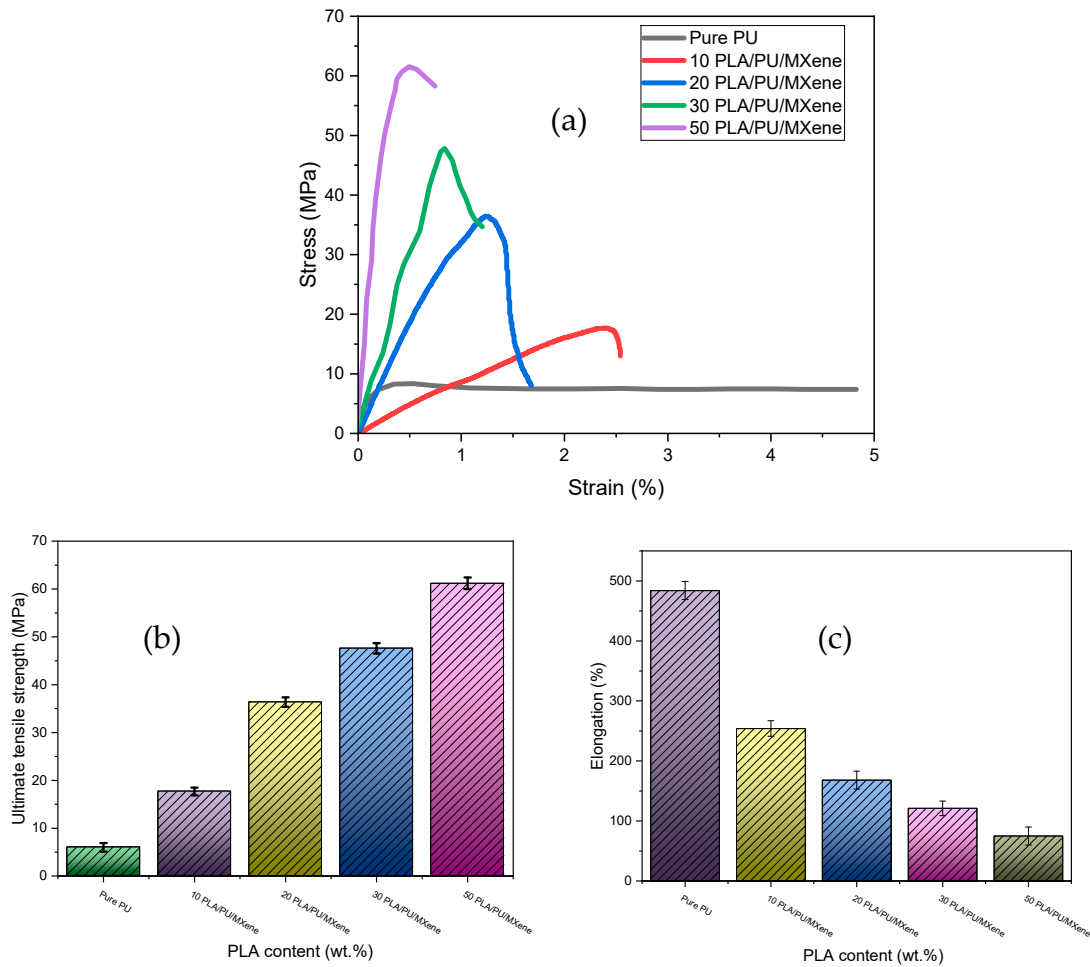 70
60
50
40
30
20
10
0
Stress (MPa)
(a)
Pure PU
10 PLA/PU/MXene
20 PLA/PU/MXene
30 PLA/PU/MXene
50 PLA/PU/MXene
0 1 2 3 4 5
Strain (%)
70
60
50
40
30
20
10
0
Ultimate tensile strength (MPa)
(b)
Pure PU
10 PLA/PU/MXene
20 PLA/PU/MXene
30 PLA/PU/MXene
50 PLA/PU/MXene
PLA content (wt.%)
500
400
300
200
100
0
Elongation (%)
(c)
Pure PU
10 PLA/PU/MXene
20 PLA/PU/MXene
30 PLA/PU/MXene
50 PLA/PU/MXene
PLA content (wt.%)